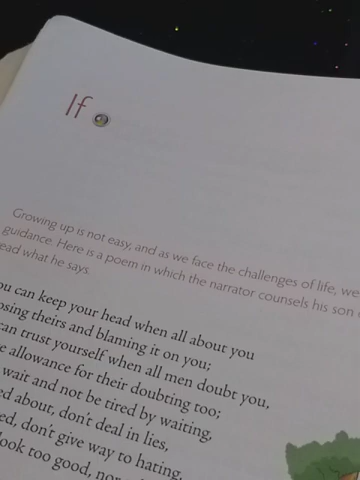 If
Growing up is not easy, and as we face the challenges of life, we
guidance. Here is a poem in which the narrator counsels his son
ead what he says.
ou can keep your head when all about you
osing theirs and blaming it on you;
can trust yourself when all men doubt you,
e allowance for their doubting too;
wait and not be tired by waiting,
ed about, don't deal in lies,
ed, don't give way to hating,
look too good, nor